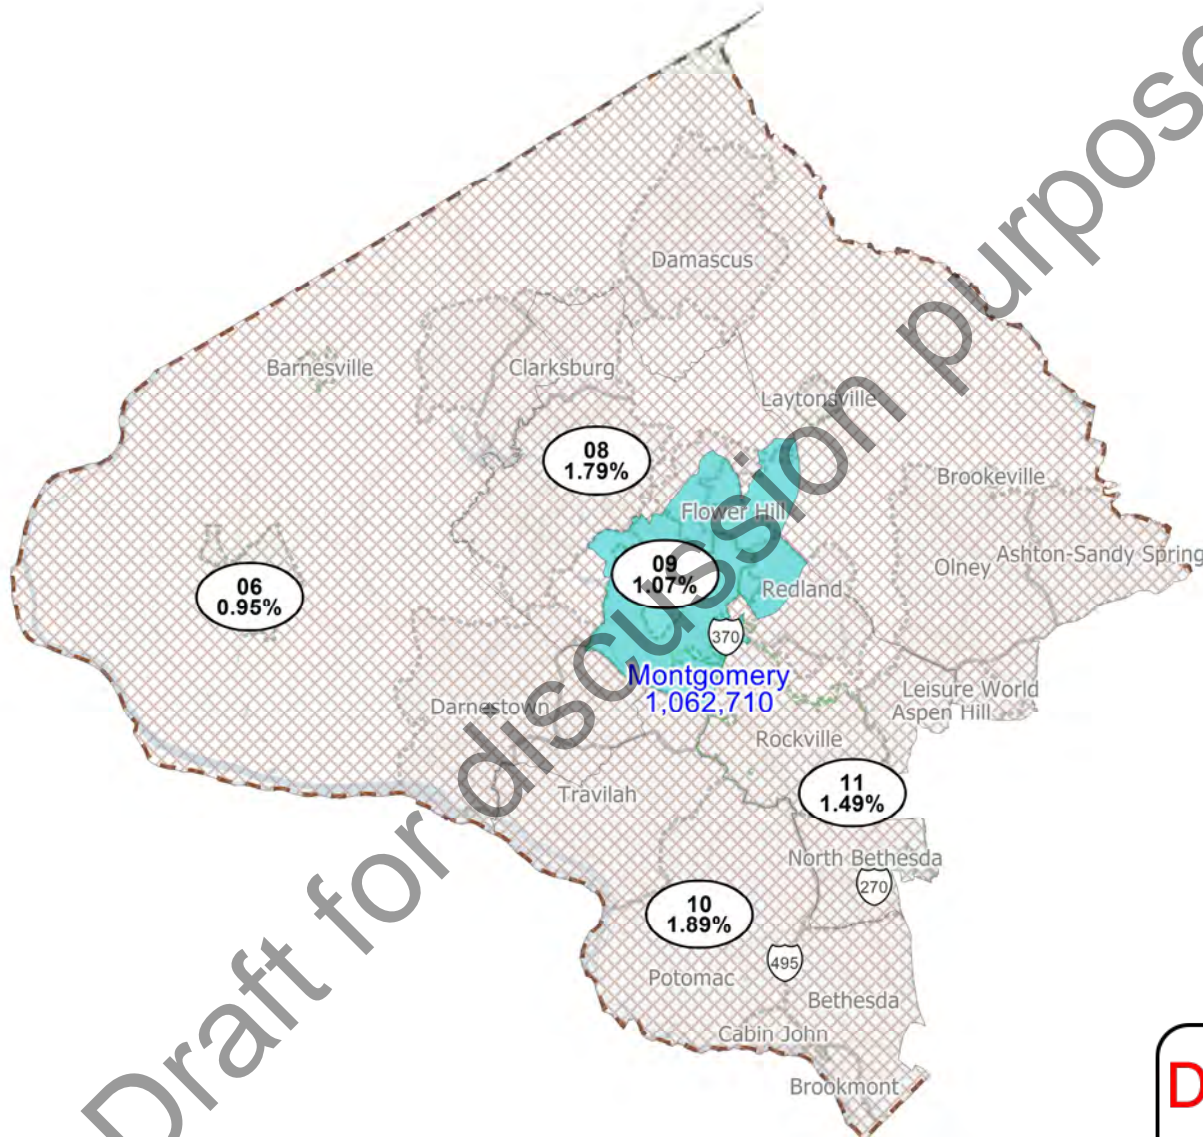 Damascus
Barnesville
Clarksburg
Laytonsville
08
1.79%
Brookeville
Flower Hill
Olney
Ashton-Sandy Spring
09
1.07%
06
0.95%
Redland
370
Montgomery
1,062,710
Leisure World
Aspen Hill
Darnestown
Rockville
Travilah
11
1.49%
North Bethesda
270
10
1.89%
495
Potomac
Bethesda
Cabin John
Brookmont
D
Draft for discussion purpose